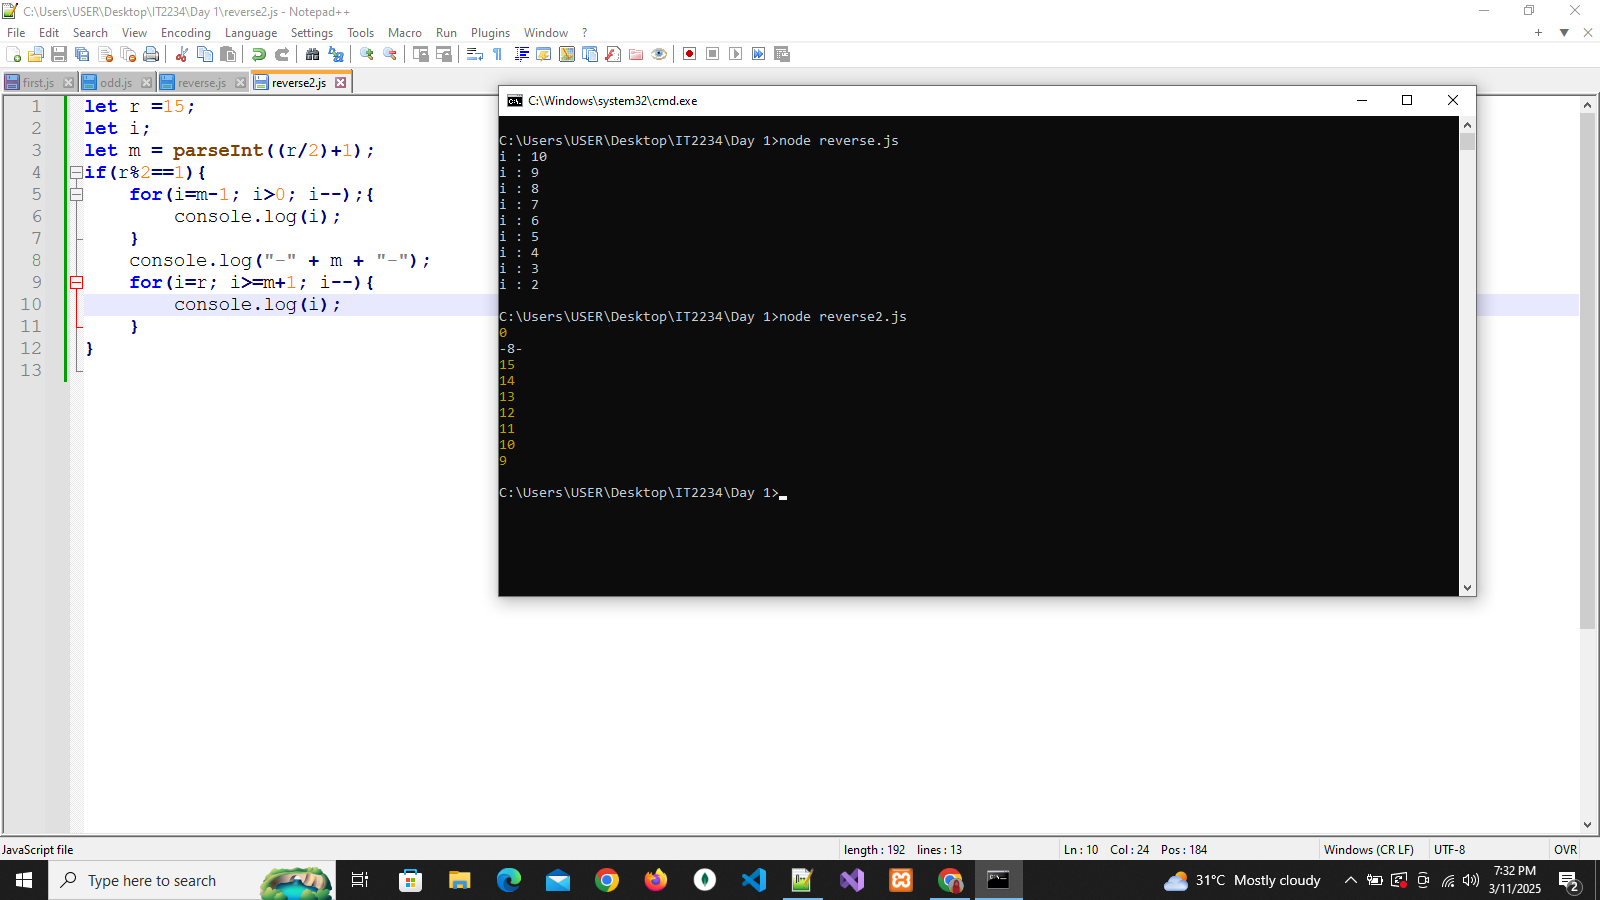 C:\Users\USER\Desktop\IT2234\Day 1\reverse2.js - Notepad++
File Edit Search View Encoding Language Settings Tools Macro Run Plugins Window ?
first.js odd.js reverse.js reverse2.js
1 let r =15;
2 let i;
3 let m = parseInt((r/2)+1);
4 if(r%2==1){
5 for(i=m-1; i>0; i--);{
6 console.log(i);
7 }
8 console.log("-" + m + "-");
9 for(i=r; i>=m+1; i--){
10 console.log(i);
11 }
12 }
13
C:\Windows\system32\cmd.exe
C:\Users\USER\Desktop\IT2234\Day 1>node reverse.js
i : 10
i : 9
i : 8
i : 7
i : 6
i : 5
i : 4
i : 3
i : 2
C:\Users\USER\Desktop\IT2234\Day 1>node reverse2.js
0
-8-
15
14
13
12
11
10
9
C:\Users\USER\Desktop\IT2234\Day 1>
JavaScript file length : 192 lines : 13 Ln : 10 Col : 24 Pos : 184 Windows (CR LF) UTF-8 OVR
Type here to search 31°C Mostly cloudy 7:32 PM
3/11/2025 2